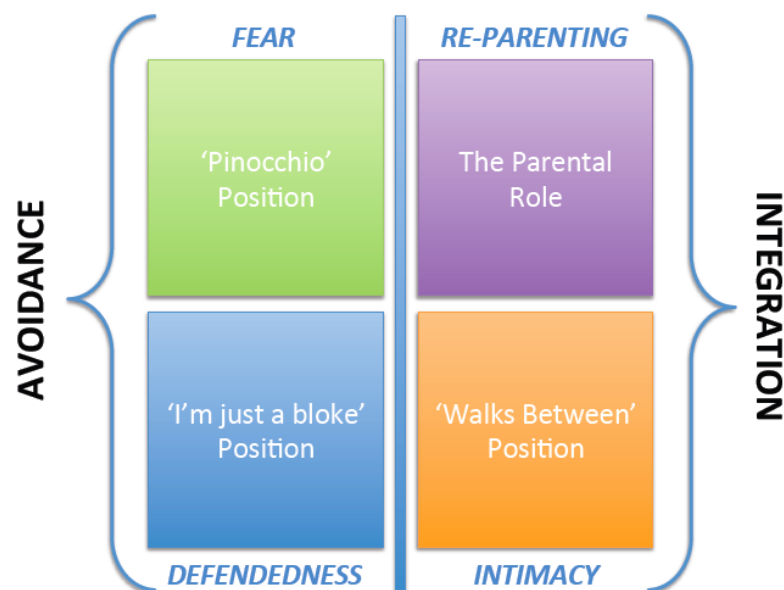 FEAR
RE-PARENTING
‘Pinocchio’
Position
The Parental
Role
AVOIDANCE
INTEGRATION
‘I’m just a bloke’
Position
‘Walks Between’
Position
DEFENDEDNESS
INTIMACY